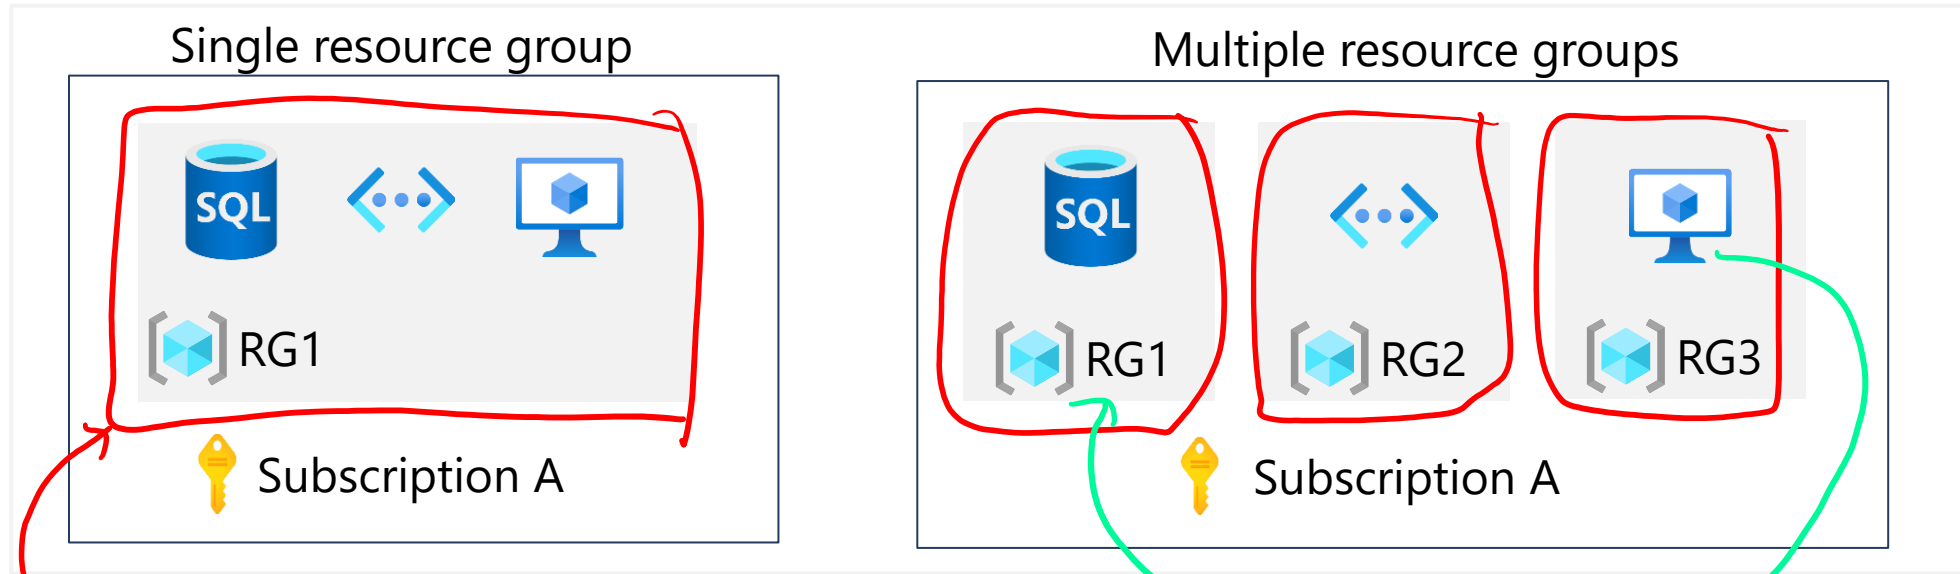 Single resource group
SQL
RG1
Subscription A
Multiple resource groups
SQL
RG1
RG2
RG3
Subscription A